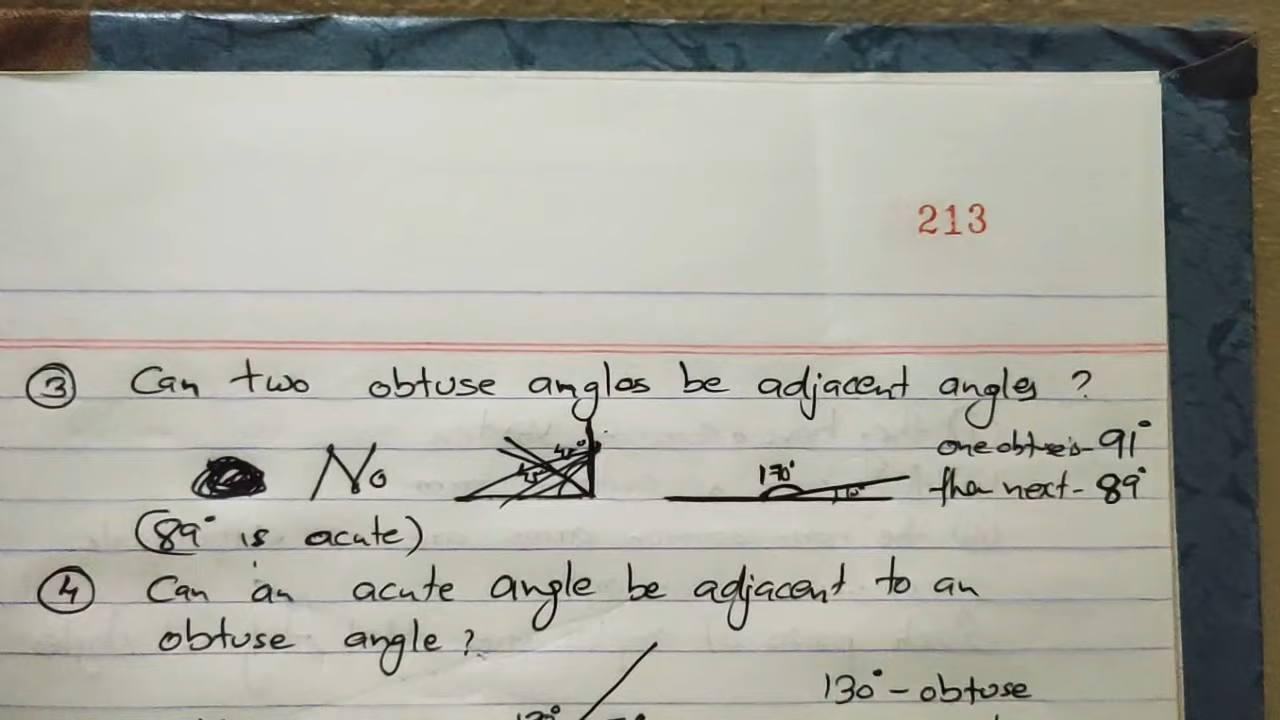 213
③ Can two obtuse angles be adjacent angles ?
No
170°
10°
one obtuse - 91°
then next - 89°
(89° is acute)
④ Can an acute angle be adjacent to an
obtuse angle ?
130° - obtuse